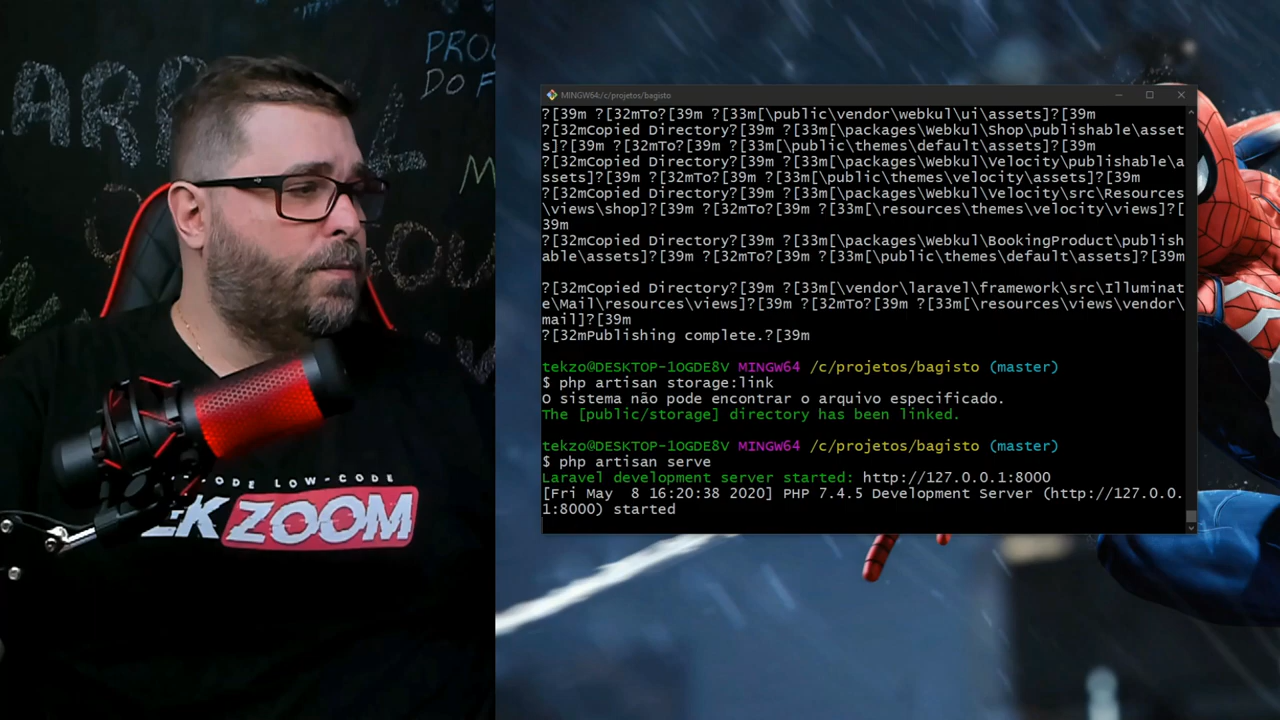 PRO
DO F
-ODE LOW-CODE
EKZOOM
MINGW64:/c/projetos/bagisto
?[39m ?[32mTo?[39m ?[33m[\public\vendor\webkul\ui\assets]?[39m
?[32mCopied Directory?[39m ?[33m[\packages\Webkul\Shop\publishable\asset
s]?[39m ?[32mTo?[39m ?[33m[\public\themes\default\assets]?[39m
?[32mCopied Directory?[39m ?[33m[\packages\Webkul\Velocity\publishable\a
ssets]?[39m ?[32mTo?[39m ?[33m[\public\themes\velocity\assets]?[39m
?[32mCopied Directory?[39m ?[33m[\packages\Webkul\Velocity\src\Resources
\views\shop]?[39m ?[32mTo?[39m ?[33m[\resources\themes\velocity\views]?[
39m
?[32mCopied Directory?[39m ?[33m[\packages\Webkul\BookingProduct\publish
able\assets]?[39m ?[32mTo?[39m ?[33m[\public\themes\default\assets]?[39m
?[32mCopied Directory?[39m ?[33m[\vendor\laravel\framework\src\Illuminat
e\Mail\resources\views]?[39m ?[32mTo?[39m ?[33m[\resources\views\vendor\
mail]?[39m
?[32mPublishing complete.?[39m
tekzo@DESKTOP-1OGDE8V MINGW64 /c/projetos/bagisto (master)
$ php artisan storage:link
O sistema não pode encontrar o arquivo especificado.
The [public/storage] directory has been linked.
tekzo@DESKTOP-1OGDE8V MINGW64 /c/projetos/bagisto (master)
$ php artisan serve
Laravel development server started: http://127.0.0.1:8000
[Fri May  8 16:20:38 2020] PHP 7.4.5 Development Server (http://127.0.0.
1:8000) started